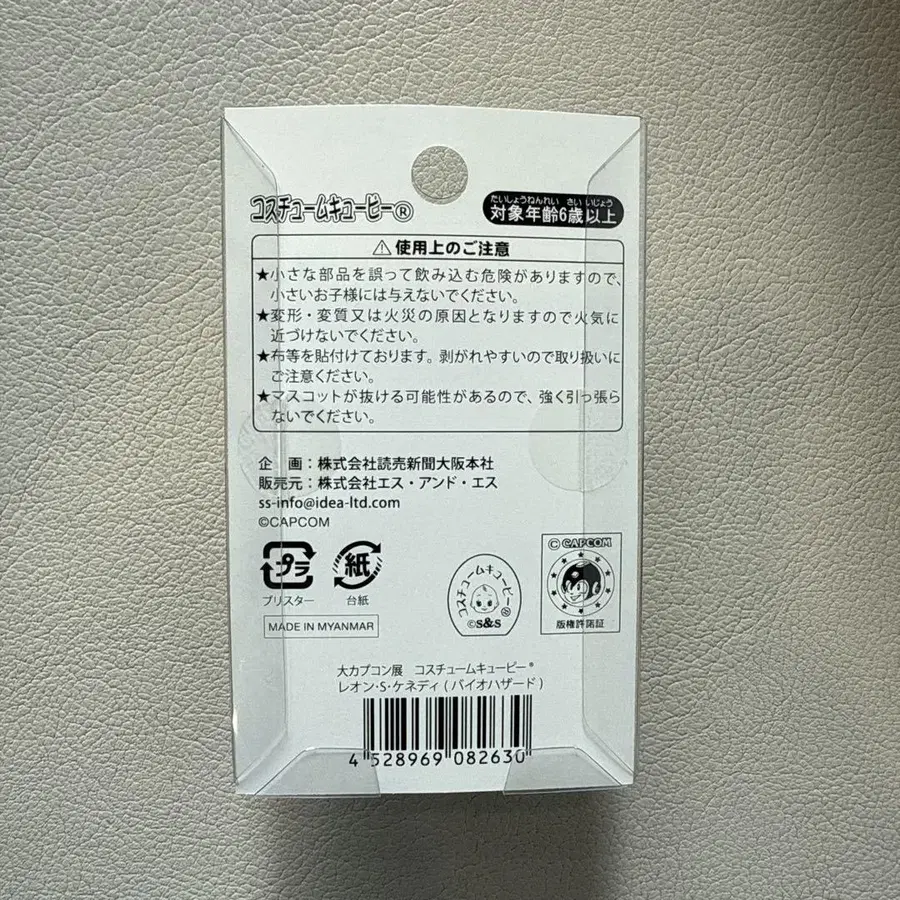 コスチュームキューピー®
たいしょうねんれい さい いじょう
対象年齢6歳以上
⚠使用上のご注意
★小さな部品を誤って飲み込む危険がありますので、
小さいお子様には与えないでください。
★変形・変質又は火災の原因となりますので火気に
近づけないでください。
★布等を貼付けております。剥がれやすいので取り扱いに
ご注意ください。
★マスコットが抜ける可能性があるので、強く引っ張ら
ないでください。
企 画:株式会社読売新聞大阪本社
販売元:株式会社エス・アンド・エス
ss-info@idea-ltd.com
©CAPCOM
プラ
ブリスター
紙
台紙
コスチュームキューピー®
©S&S
©CAPCOM
版権許諾証
MADE IN MYANMAR
大カプコン展 コスチュームキューピー®
レオン・S・ケネディ(バイオハザード)
4 528969 082630